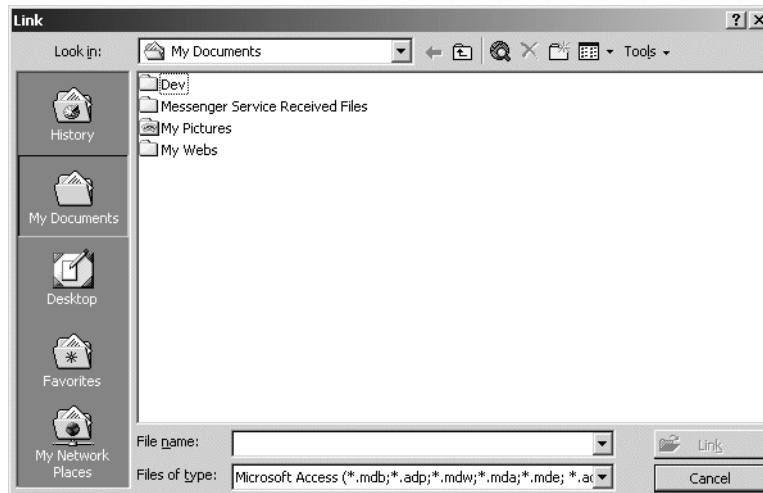 Link
Look in: My Documents Tools
Dev
Messenger Service Received Files
My Pictures
My Webs
History
My Documents
Desktop
Favorites
My Network
Places
File name:
Link
Files of type: Microsoft Access (*.mdb;*.adp;*.mdw;*.mda;*.mde; *.ac
Cancel